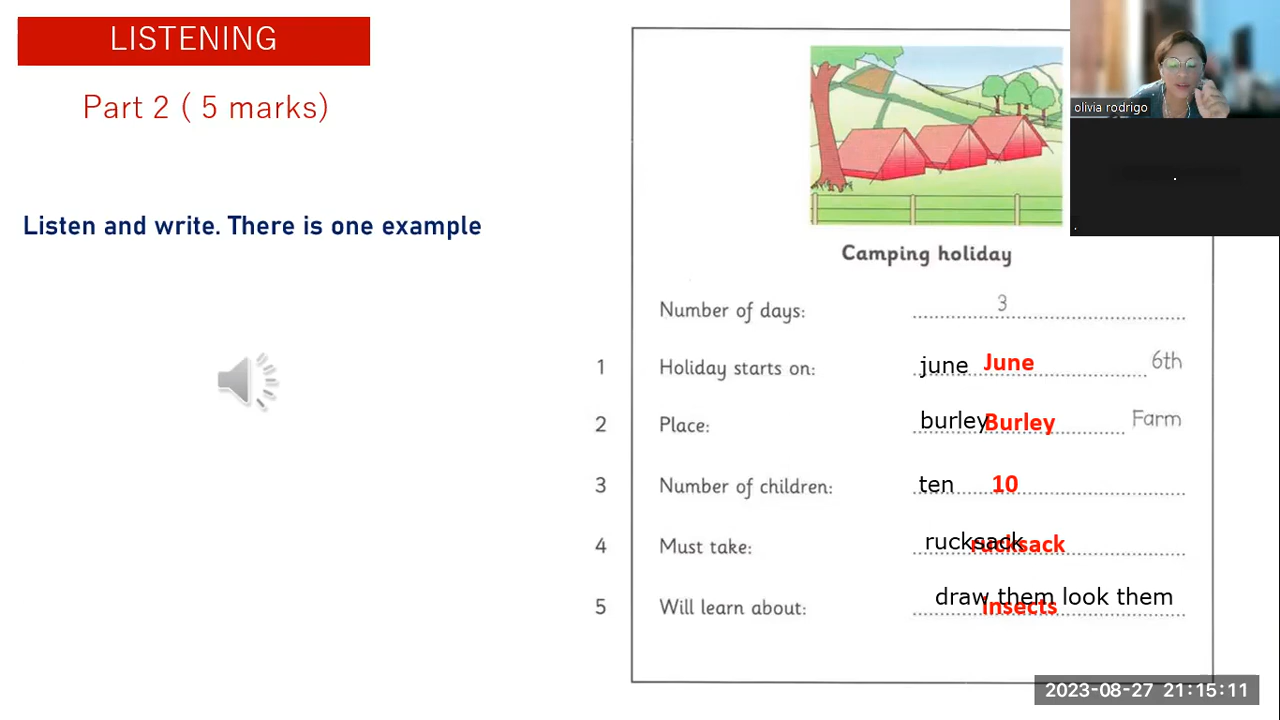 LISTENING
Part 2 ( 5 marks)
Listen and write. There is one example
olivia rodrigo
Camping holiday
Number of days: 3
1 Holiday starts on: june June 6th
2 Place: burley Burley Farm
3 Number of children: ten 10
4 Must take: rucksack rucksack
5 Will learn about: draw them look them insects
2023-08-27 21:15:11